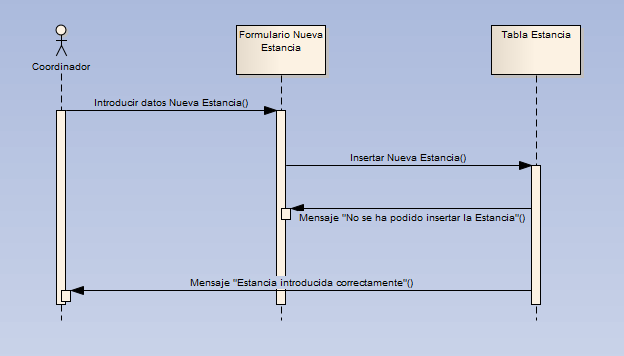 Coordinador
Formulario Nueva
Estancia
Tabla Estancia
Introducir datos Nueva Estancia()
Insertar Nueva Estancia()
Mensaje "No se ha podido insertar la Estancia"()
Mensaje "Estancia introducida correctamente"()